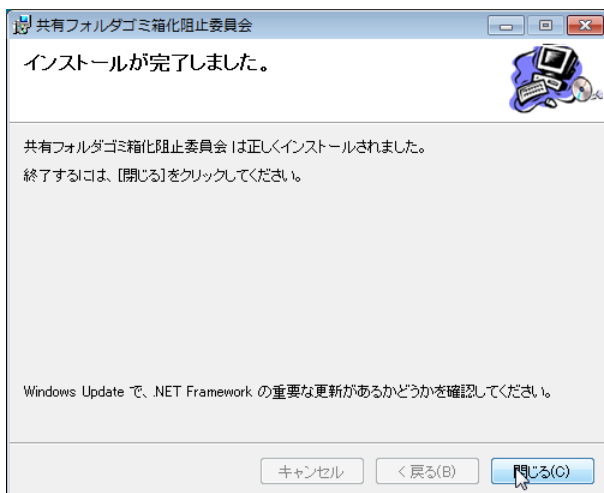 共有フォルダゴミ箱化阻止委員会
インストールが完了しました。
共有フォルダゴミ箱化阻止委員会 は正しくインストールされました。
終了するには、[閉じる]をクリックしてください。
Windows Update で、.NET Framework の重要な更新があるかどうかを確認してください。
キャンセル
< 戻る(B)
閉じる(C)